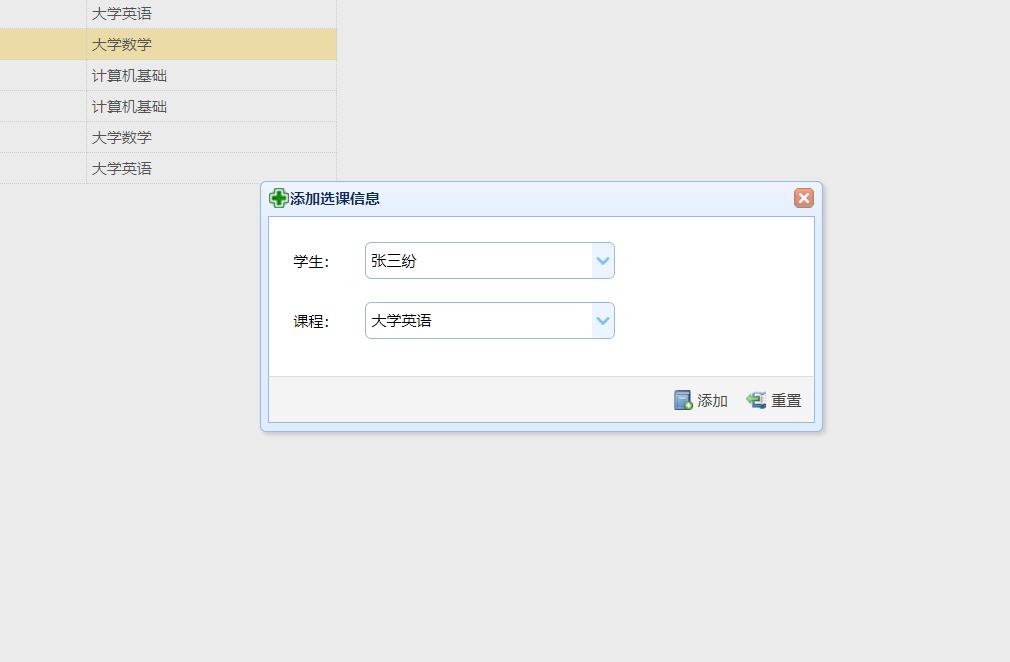 大学英语
大学数学
计算机基础
计算机基础
大学数学
大学英语
添加选课信息
学生: 张三纷
课程: 大学英语
添加 重置